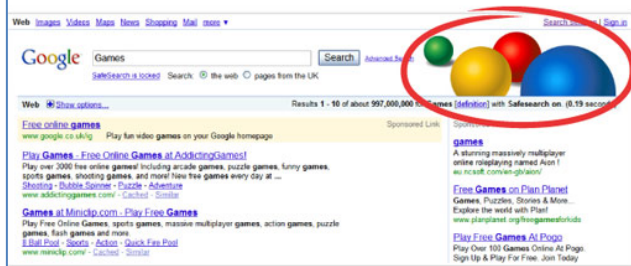 Web Images Videos Maps News Shopping Mail more ▼
Search Settings | Sign in
Google
Games
Search
Advanced Search
SafeSearch is locked Search: the web pages from the UK
Web Show options...
Results 1 - 10 of about 997,000,000 for Games [definition] with Safesearch on. (0.19 seconds)
Free online games
www.google.co.uk/ig Play fun video games on your Google homepage
Sponsored Link
Play Games - Free Online Games at AddictingGames!
Play over 3000 free online games! Including arcade games, puzzle games, funny games,
sports games, shooting games, and more! New free games every day at ...
Shooting - Bubble Spinner - Puzzle - Adventure
www.addictinggames.com/ - Cached - Similar
Games at Miniclip.com - Play Free Games
Play Free Online Games, sports games, massive multiplayer games, action games, puzzle
games, flash games and more.
8 Ball Pool - Sports - Action - Quick Fire Pool
www.miniclip.com/ - Cached - Similar
Sponsored
games
A stunning massively multiplayer
online roleplaying named Aion !
eu.ncsoft.com/en-gb/aion/
Free Games on Plan Planet
Games, Puzzles, Stories & More...
Explore the world with Plan!
www.planplanet.org/freegamesforkids
Play Free Games At Pogo
Play Over 100 Games Online At Pogo.
Sign Up & Play For Free. Join Today